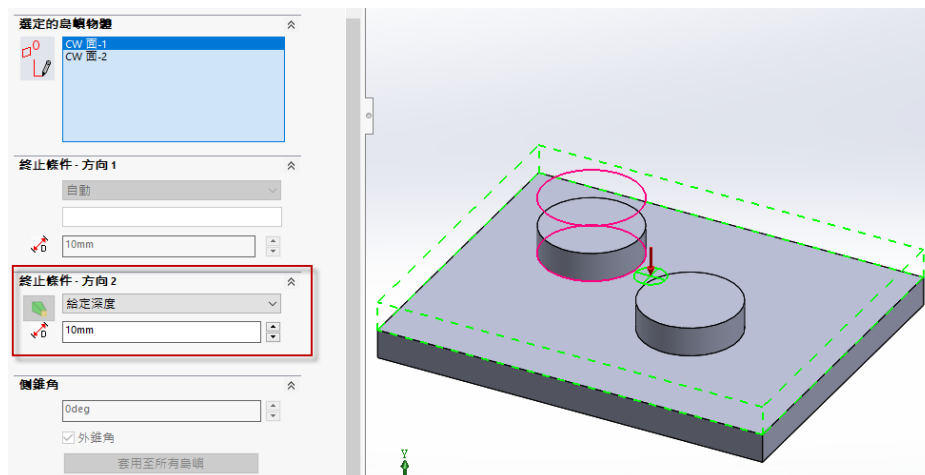 選定的島嶼物體
CW 面-1
CW 面-2
終止條件 - 方向 1
自動
10mm
終止條件 - 方向 2
給定深度
10mm
側錐角
0deg
外錐角
套用至所有島嶼
Y